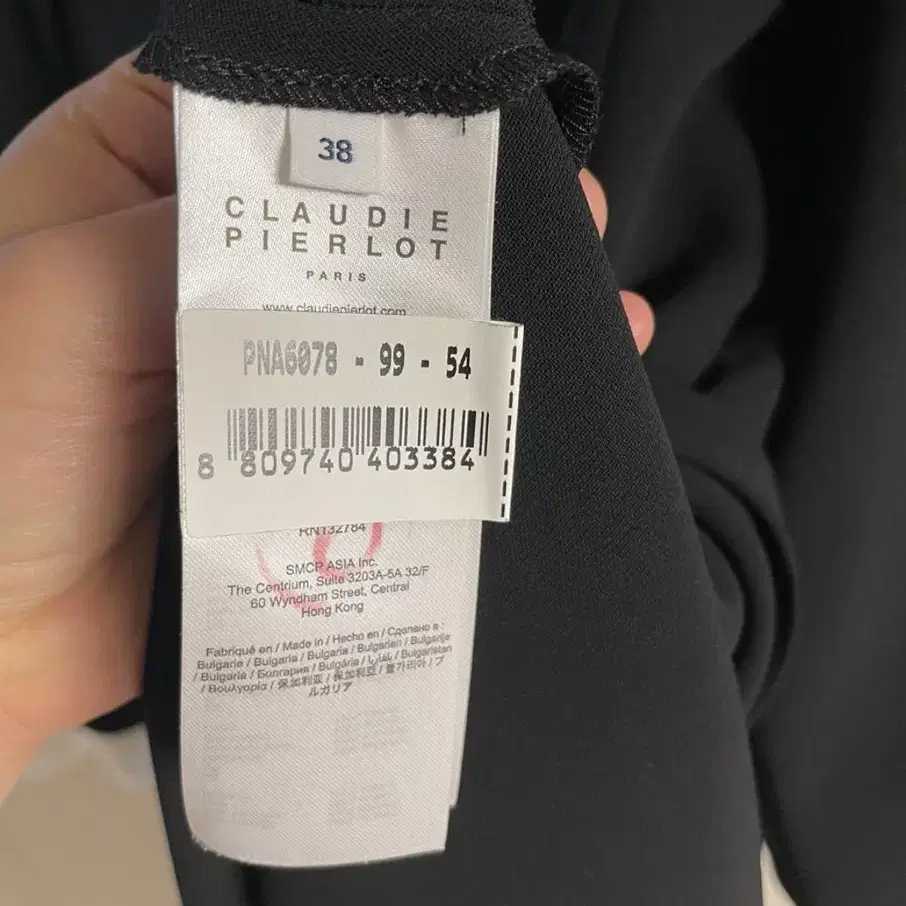 38
CLAUDIE
PIERLOT
PARIS
www.claudiepierlot.com
PNA6078 - 99 - 54
8 809740 403384
RN132784
SMCP ASIA Inc.
The Centrium, Suite 3203A-5A 32/F
60 Wyndham Street, Central
Hong Kong
Fabriqué en / Made in / Hecho en / Сделано в :
Bulgarie / Bulgaria / Bulgaria / Bulgarien / Bulgarije
/ Bulgaria / Болгария / Bulgária / بلغاريا / Bulgaristan
/ Βουλγαρία / 保加利亚 / 保加利亞 / 불가리아 / ブ
ルガリア